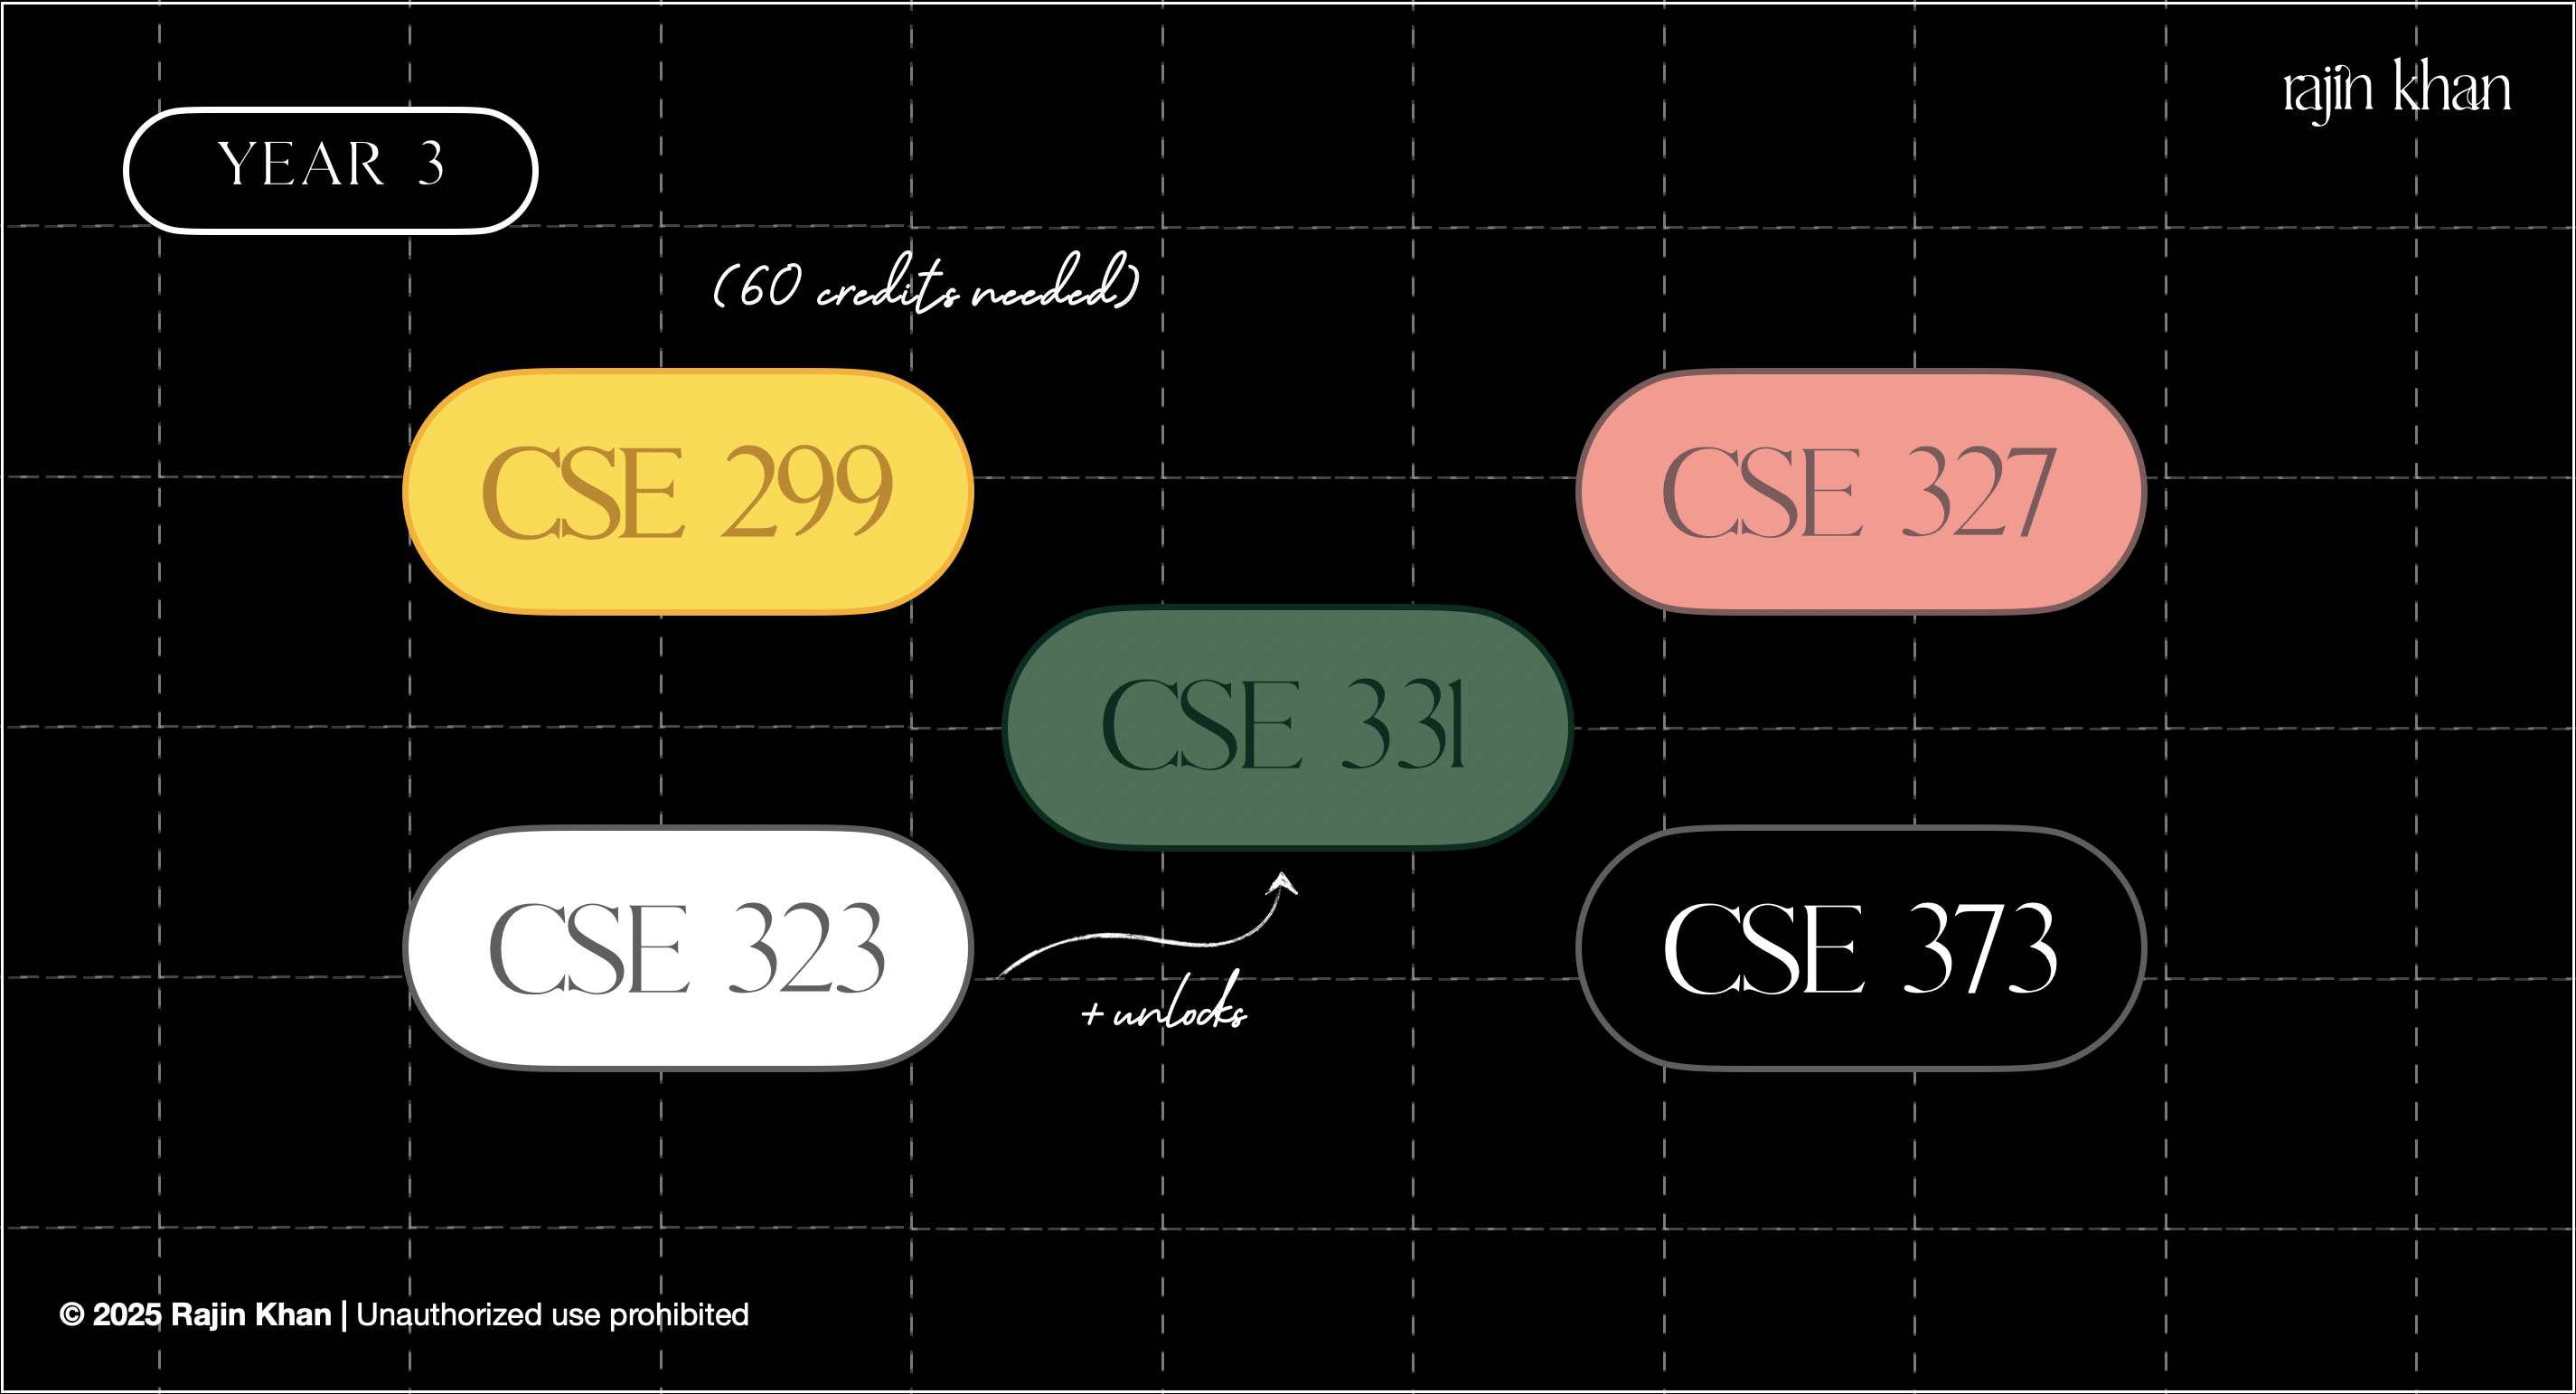 rajin khan
YEAR 3
(60 credits needed)
CSE 299
CSE 327
CSE 331
CSE 323
CSE 373
+ unlocks
© 2025 Rajin Khan | Unauthorized use prohibited